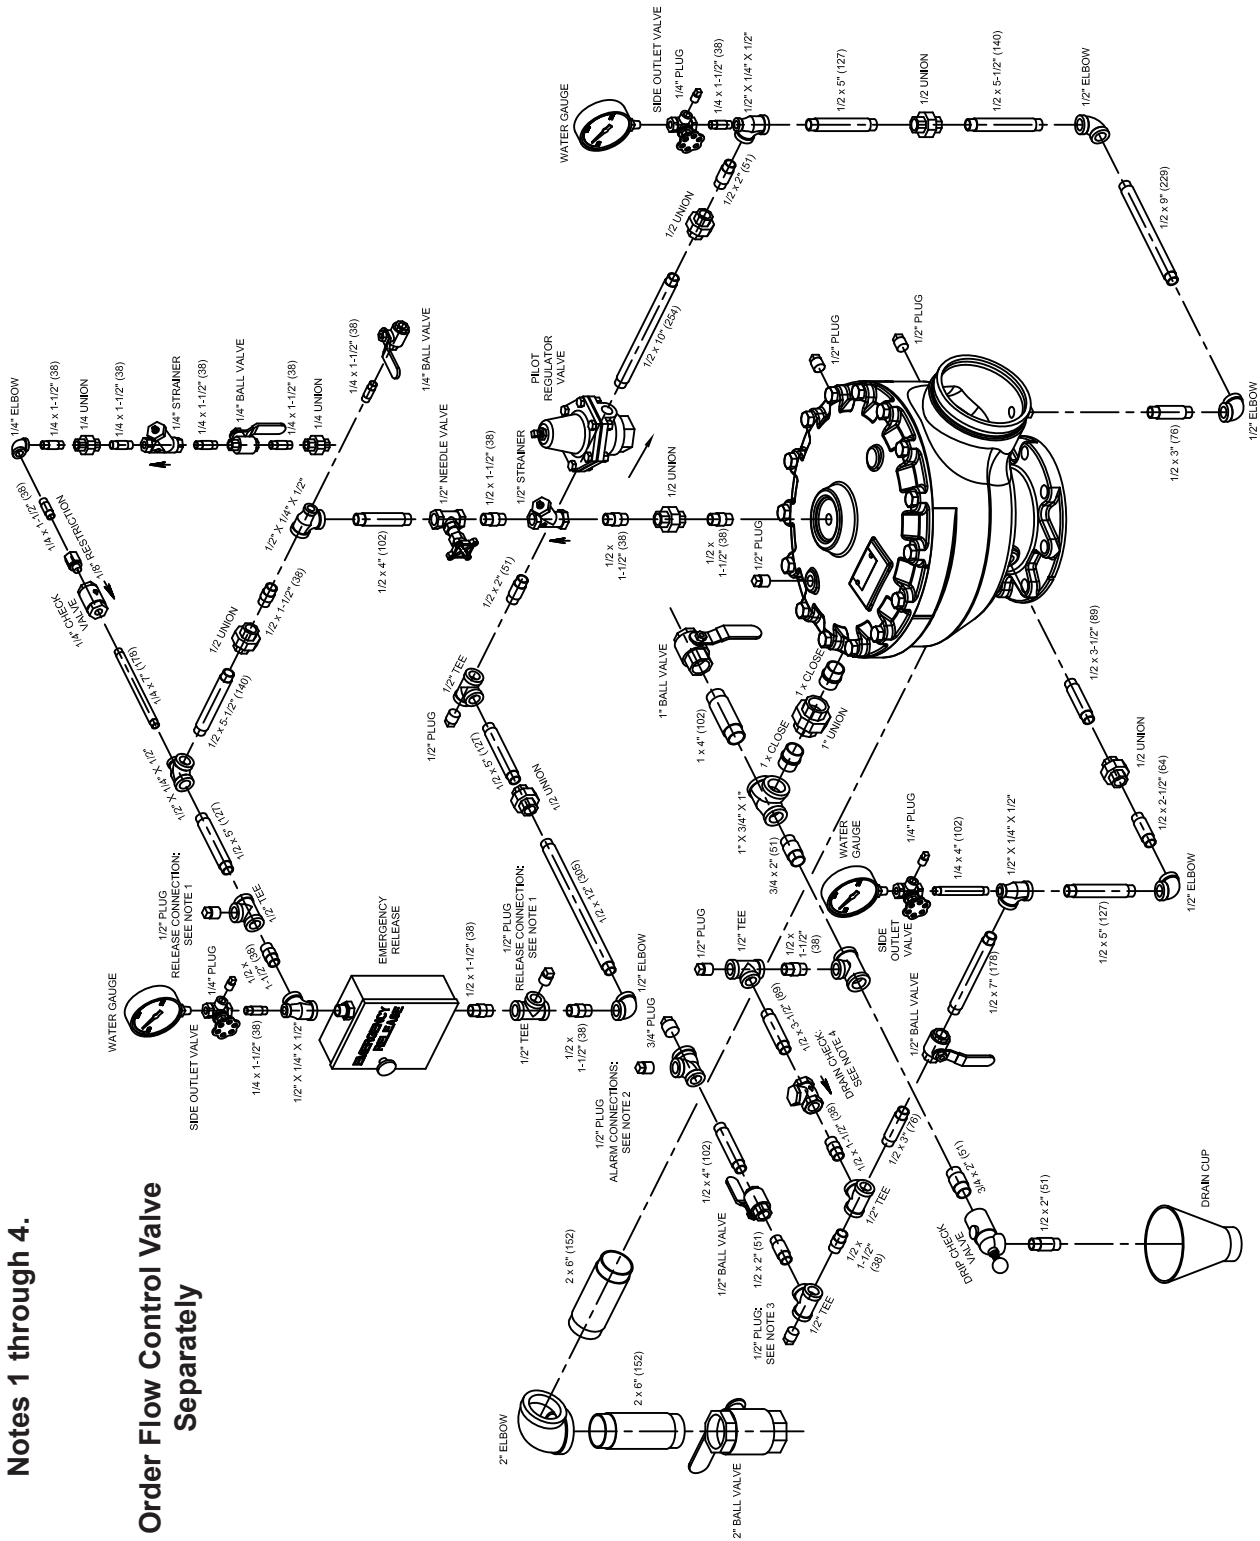 Notes 1 through 4.
Order Flow Control Valve
Separately
1/4" ELBOW
1/4 x 1-1/2" (38)
1/4 UNION
1/4 x 1-1/2" (38)
1/4" STRAINER
1/4 x 1-1/2" (38)
1/4" BALL VALVE
1/4 x 1-1/2" (38)
1/4 UNION
1/4 x 1-1/2" (38)
1/4" BALL VALVE
1/4 x 1-1/2" (38)
1/8" RESTRICTION
1/4" CHECK
VALVE
1/4 x 7" (178)
1/2" X 1/4" X 1/2"
1/2 x 1-1/2" (38)
1/2 UNION
1/2 x 5-1/2" (140)
1/2" X 1/4" X 1/2"
1/2 x 5" (127)
1/2" PLUG
RELEASE CONNECTION:
SEE NOTE 1
1/2" TEE
1/2 x
1-1/2" (38)
WATER GAUGE
1/4" PLUG
SIDE OUTLET VALVE
1/4 x 1-1/2" (38)
1/2" X 1/4" X 1/2"
EMERGENCY
RELEASE
EMERGENCY
RELEASE
1/2 x 1-1/2" (38)
1/2" PLUG
RELEASE CONNECTION:
SEE NOTE 1
1/2" TEE
1/2 x
1-1/2" (38)
1/2" ELBOW
1/2 x 12" (305)
1/2 UNION
1/2 x 5" (127)
1/2" PLUG
1/2" TEE
1/2 x 2" (51)
1/2 x 4" (102)
1/2" NEEDLE VALVE
1/2 x 1-1/2" (38)
1/2" STRAINER
PILOT
REGULATOR
VALVE
1/2 x
1-1/2" (38)
1/2 UNION
1/2 x
1-1/2" (38)
1/2 x 10" (254)
1/2 UNION
1/2 x 2" (51)
WATER GAUGE
SIDE OUTLET VALVE
1/4" PLUG
1/4 x 1-1/2" (38)
1/2" X 1/4" X 1/2"
1/2 x 5" (127)
1/2 UNION
1/2 x 5-1/2" (140)
1/2" ELBOW
1/2 x 9" (229)
1/2" ELBOW
1/2 x 3" (76)
1/2" PLUG
1/2" PLUG
1/2" PLUG
1" BALL VALVE
1 x 4" (102)
1 x CLOSE
1" UNION
1 x CLOSE
1" X 3/4" X 1"
3/4 x 2" (51)
1/2" PLUG
1/2" TEE
1/2 x
1-1/2"
(38)
1/2 x 3-1/2" (89)
DRAIN CHECK:
SEE NOTE 4
1/2 x 1-1/2" (38)
3/4" PLUG
1/2" PLUG
ALARM CONNECTIONS:
SEE NOTE 2
1/2 x 4" (102)
1/2" BALL VALVE
1/2 x 2" (51)
1/2" PLUG:
SEE NOTE 3
1/2" TEE
1/2 x
1-1/2"
(38)
1/2" TEE
1/2 x 3" (76)
1/2" BALL VALVE
1/2 x 7" (178)
WATER
GAUGE
1/4" PLUG
SIDE
OUTLET
VALVE
1/4 x 4" (102)
1/2" X 1/4" X 1/2"
1/2 x 5" (127)
1/2" ELBOW
1/2 x 2-1/2" (64)
1/2 UNION
1/2 x 3-1/2" (89)
3/4 x 2" (51)
DRIP CHECK
VALVE
1/2 x 2" (51)
DRAIN CUP
2 x 6" (152)
2" ELBOW
2 x 6" (152)
2" BALL VALVE